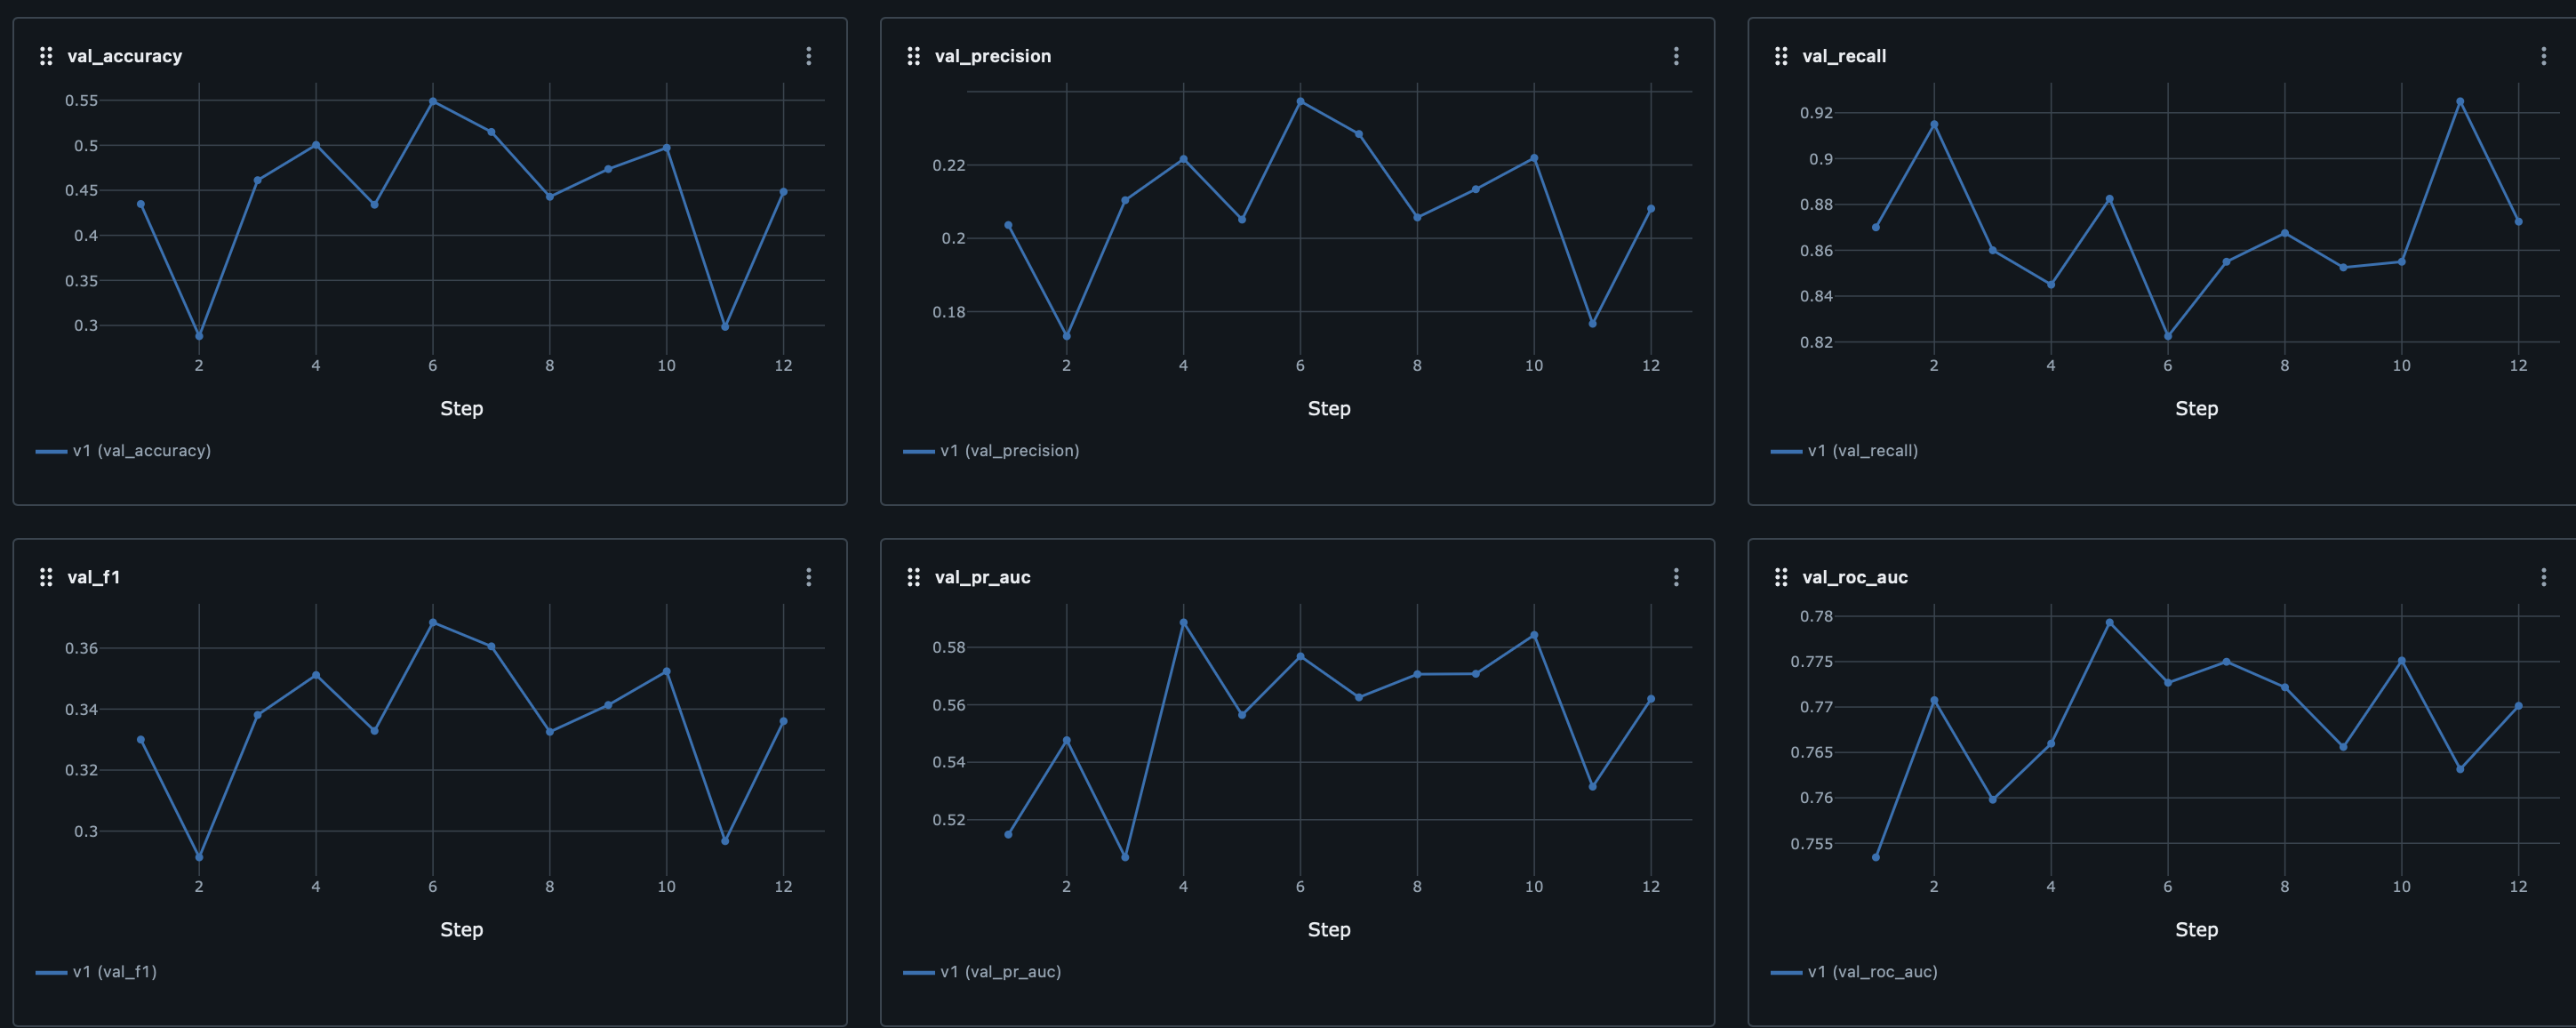 val_accuracy
0.55
0.5
0.45
0.4
0.35
0.3
2 4 6 8 10 12
Step
v1 (val_accuracy)
val_precision
0.22
0.2
0.18
2 4 6 8 10 12
Step
v1 (val_precision)
val_recall
0.92
0.9
0.88
0.86
0.84
0.82
2 4 6 8 10 12
Step
v1 (val_recall)
val_f1
0.36
0.34
0.32
0.3
2 4 6 8 10 12
Step
v1 (val_f1)
val_pr_auc
0.58
0.56
0.54
0.52
2 4 6 8 10 12
Step
v1 (val_pr_auc)
val_roc_auc
0.78
0.775
0.77
0.765
0.76
0.755
2 4 6 8 10 12
Step
v1 (val_roc_auc)